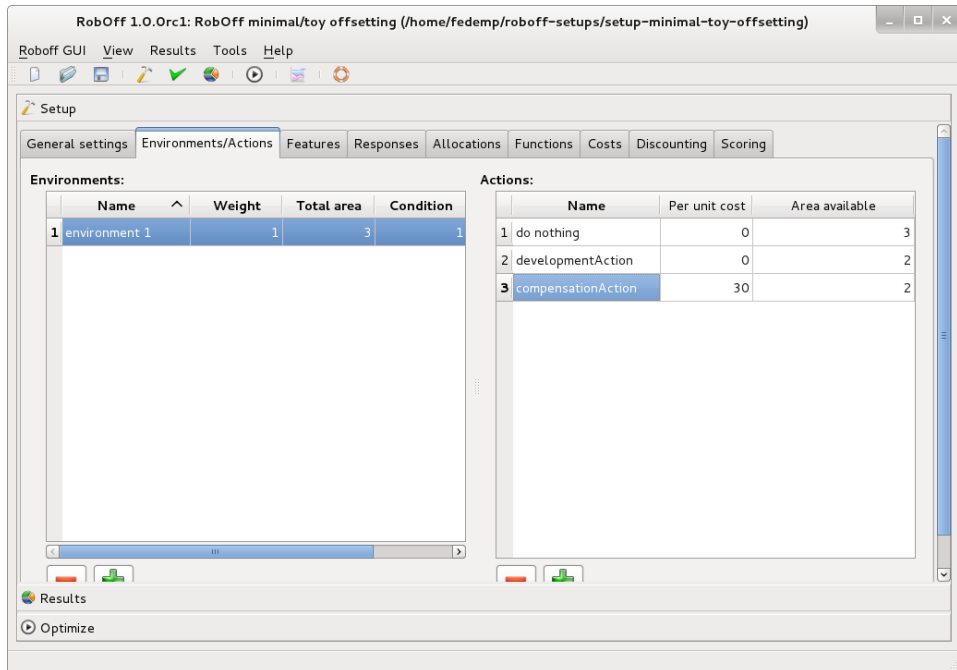 RobOff 1.0.0rc1: RobOff minimal/toy offsetting (/home/fedemp/roboff-setups/setup-minimal-toy-offsetting)
Roboff GUI View Results Tools Help
Setup
General settings Environments/Actions Features Responses Allocations Functions Costs Discounting Scoring
Environments: Actions:
Name Weight Total area Condition Name Per unit cost Area available
1 environment 1 1 3 1 1 do nothing 0 3
2 developmentAction 0 2
3 compensationAction 30 2
Results
Optimize